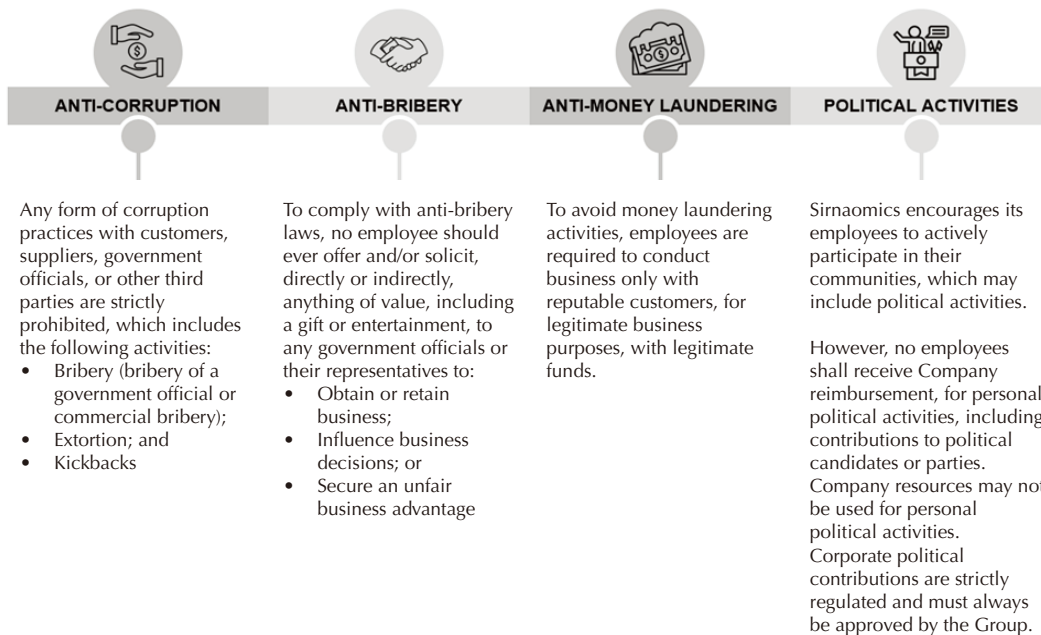 ANTI-CORRUPTION
Any form of corruption
practices with customers,
suppliers, government
officials, or other third
parties are strictly
prohibited, which includes
the following activities:
• Bribery (bribery of a
government official or
commercial bribery);
• Extortion; and
• Kickbacks
ANTI-BRIBERY
To comply with anti-bribery
laws, no employee should
ever offer and/or solicit,
directly or indirectly,
anything of value, including
a gift or entertainment, to
any government officials or
their representatives to:
• Obtain or retain
business;
• Influence business
decisions; or
• Secure an unfair
business advantage
ANTI-MONEY LAUNDERING
To avoid money laundering
activities, employees are
required to conduct
business only with
reputable customers, for
legitimate business
purposes, with legitimate
funds.
POLITICAL ACTIVITIES
Sirnaomics encourages its
employees to actively
participate in their
communities, which may
include political activities.
However, no employees
shall receive Company
reimbursement, for personal
political activities, including
contributions to political
candidates or parties.
Company resources may not
be used for personal
political activities.
Corporate political
contributions are strictly
regulated and must always
be approved by the Group.